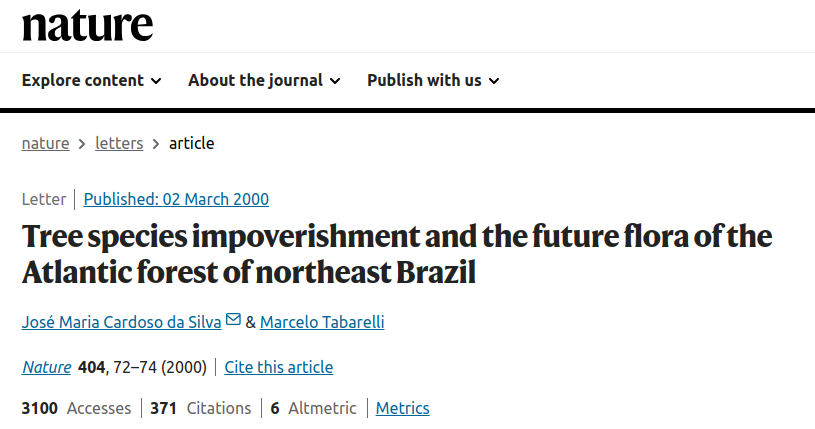 nature
Explore content About the journal Publish with us
nature > letters > article
Letter | Published: 02 March 2000
Tree species impoverishment and the future flora of the
Atlantic forest of northeast Brazil
José Maria Cardoso da Silva & Marcelo Tabarelli
Nature 404, 72–74 (2000) | Cite this article
3100 Accesses | 371 Citations | 6 Altmetric | Metrics